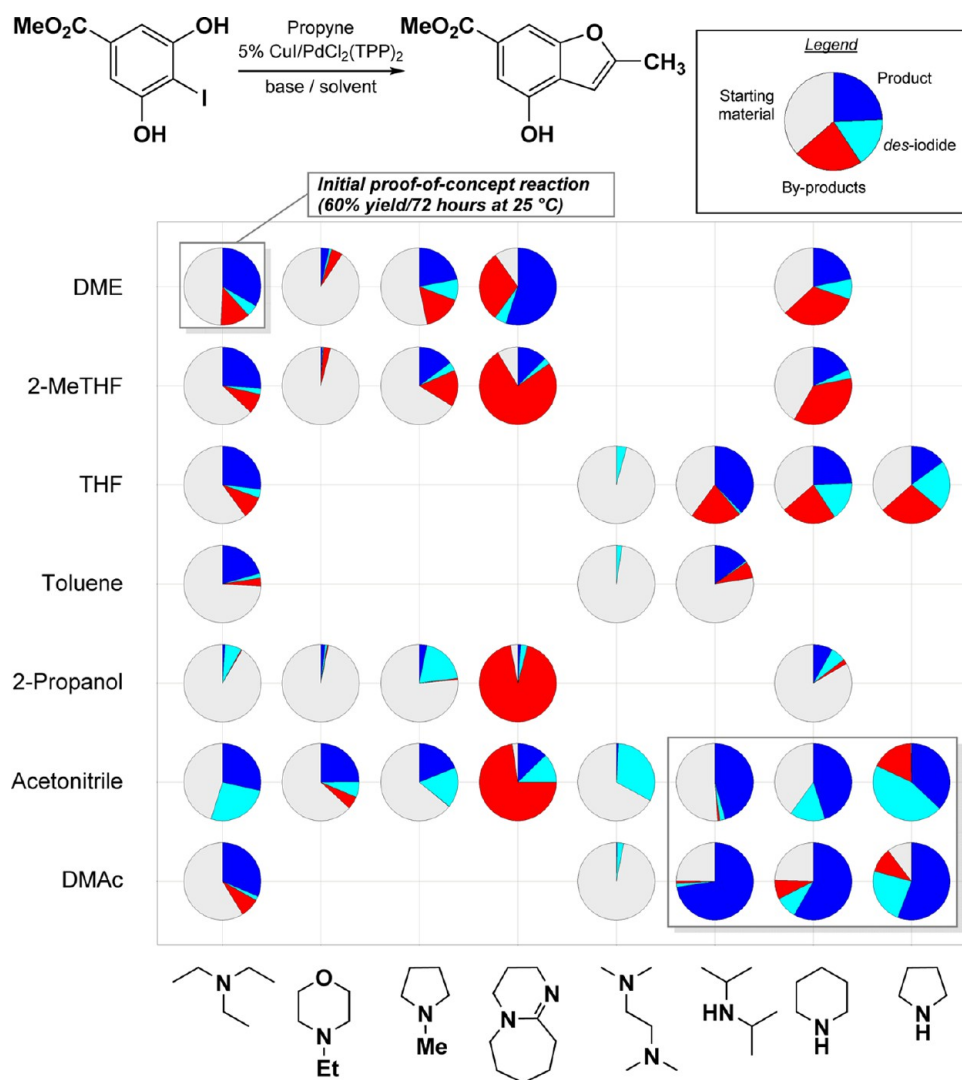 MeO₂C
OH
I
OH
Propyne
5% CuI/PdCl₂(TPP)₂
base / solvent
MeO₂C
O
CH₃
OH
Legend
Product
Starting
material
des-iodide
By-products
Initial proof-of-concept reaction
(60% yield/72 hours at 25 °C)
DME
2-MeTHF
THF
Toluene
2-Propanol
Acetonitrile
DMAc
N
O
N
Et
N
Me
N
N
N
N
HN
N
H
N
H